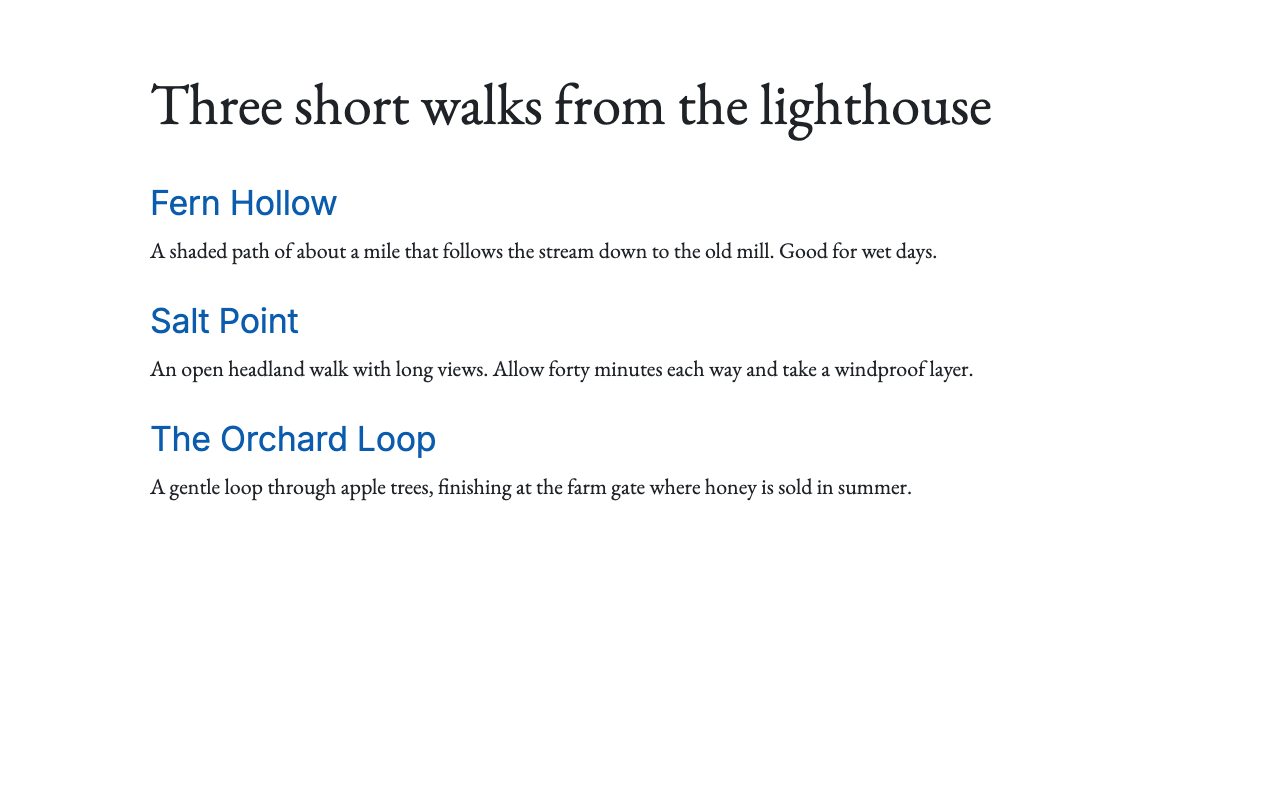 Three short walks from the lighthouse
Fern Hollow
A shaded path of about a mile that follows the stream down to the old mill. Good for wet days.
Salt Point
An open headland walk with long views. Allow forty minutes each way and take a windproof layer.
The Orchard Loop
A gentle loop through apple trees, finishing at the farm gate where honey is sold in summer.